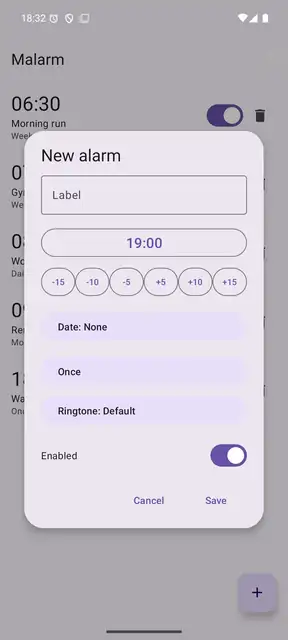 18:32
Malarm
06:30
Morning run
New alarm
Label
19:00
-15 -10 -5 +5 +10 +15
Date: None
Once
Ringtone: Default
Enabled
Cancel Save
+